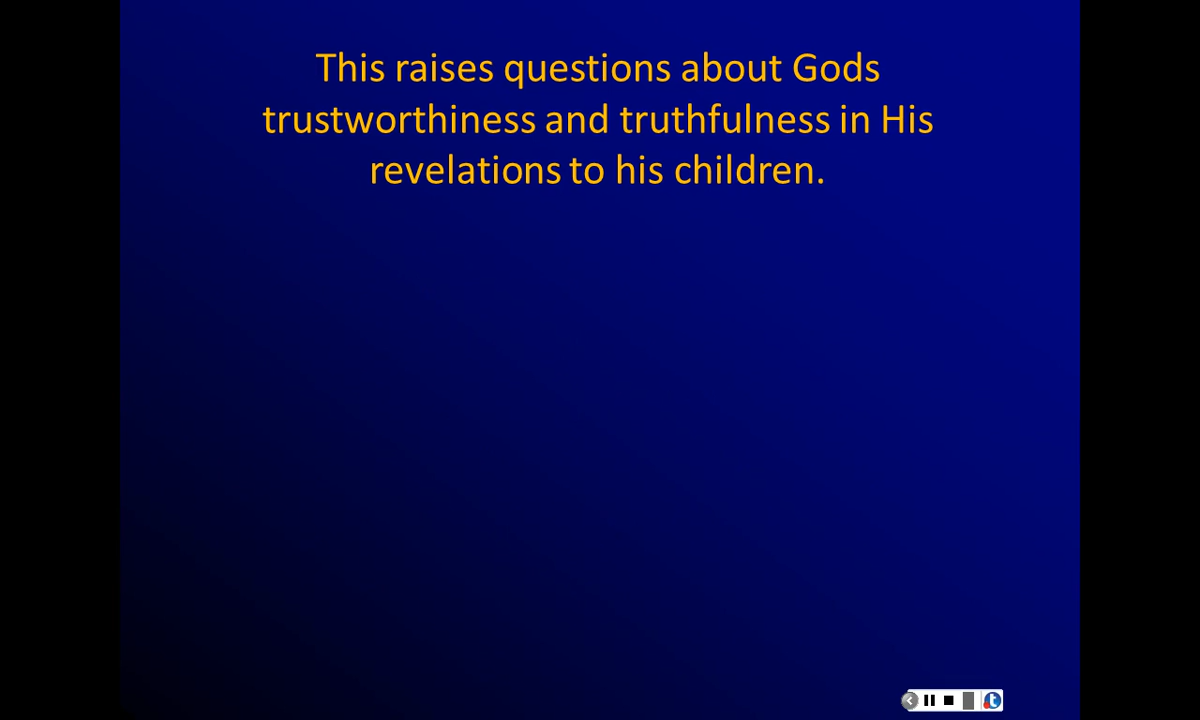 This raises questions about Gods
trustworthiness and truthfulness in His
revelations to his children.